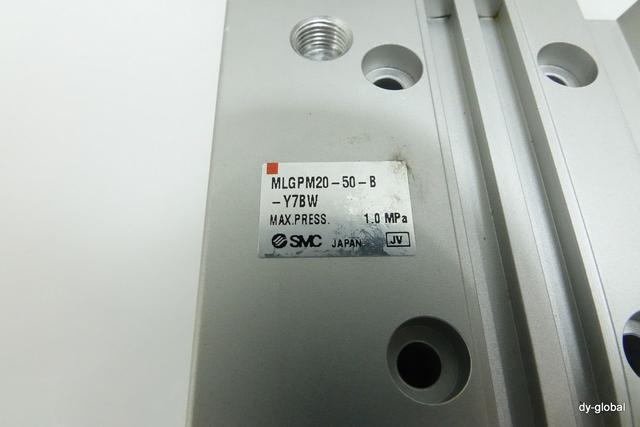 MLGPM20-50-B
-Y7BW
MAX.PRESS. 1.0 MPa
SMC JAPAN JV
dy-global